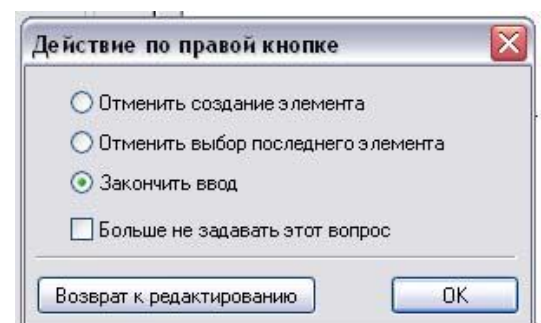 Действие по правой кнопке
Отменить создание элемента
Отменить выбор последнего элемента
Закончить ввод
Больше не задавать этот вопрос
Возврат к редактированию OK